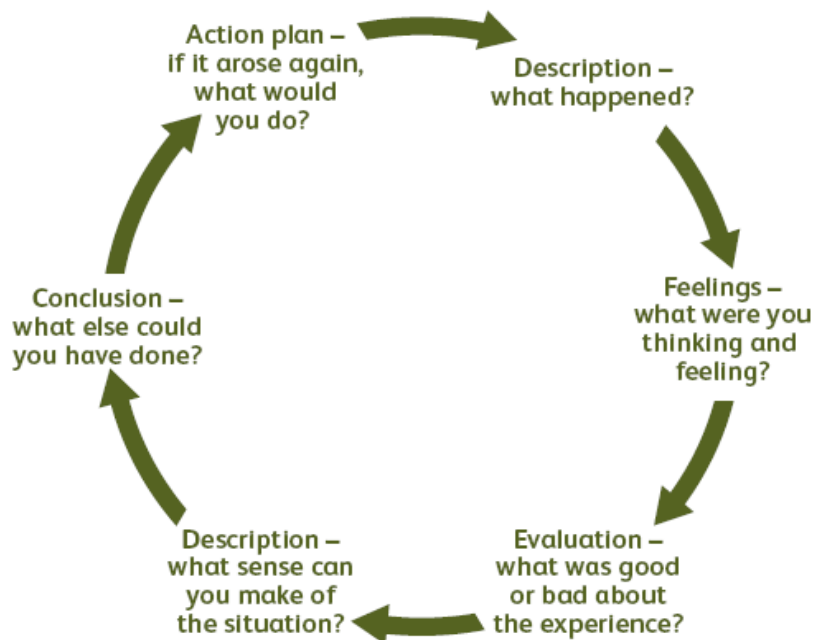 Action plan –
if it arose again,
what would
you do?
Description –
what happened?
Feelings –
what were you
thinking and
feeling?
Evaluation –
what was good
or bad about
the experience?
Description –
what sense can
you make of
the situation?
Conclusion –
what else could
you have done?